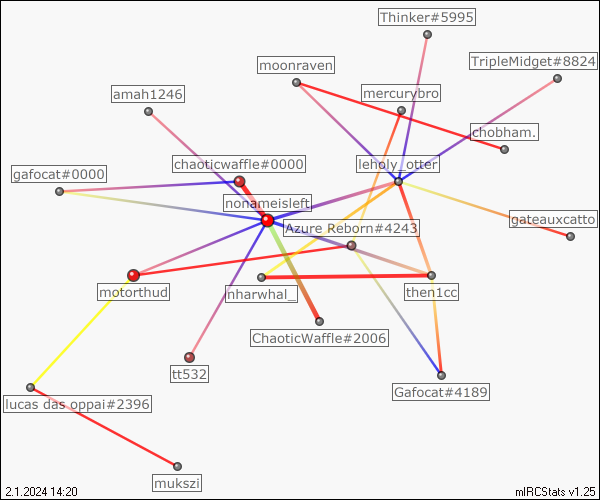 Thinker#5995
moonraven
TripleMidget#8824
amah1246
mercurybro
chobham.
chaoticwaffle#0000
leholy_otter
gafocat#0000
nonameisleft
gateauxcatto
Azure Reborn#4243
motorthud
nharwhal_
then1cc
ChaoticWaffle#2006
tt532
Gafocat#4189
lucas das oppai#2396
mukszi
2.1.2024 14:20
mIRCStats v1.25